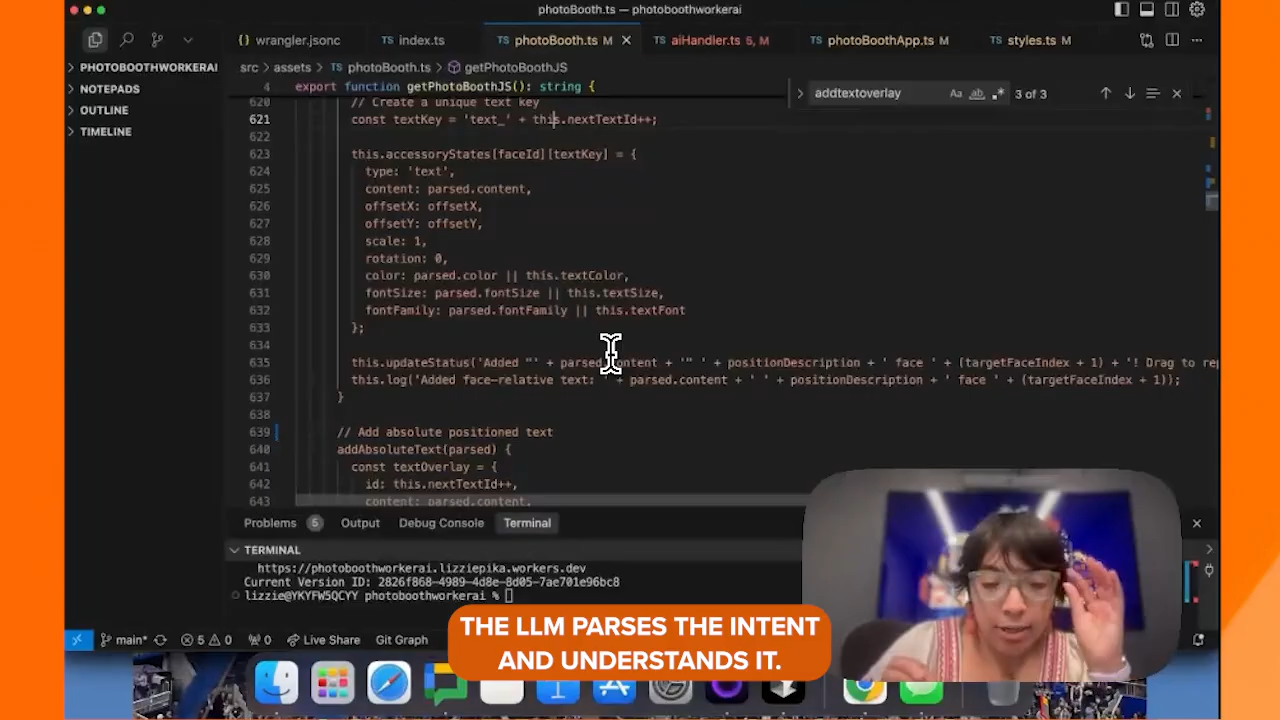 photoBooth.ts — photoboothworkerai
wrangler.jsonc
index.ts
photoBooth.ts M
aiHandler.ts 5, M
photoBoothApp.ts M
styles.ts M
PHOTOBOOTHWORKERAI
NOTEPADS
OUTLINE
TIMELINE
src > assets > photoBooth.ts > getPhotoBoothJS
addtextoverlay
Aa ab .* 3 of 3
4 export function getPhotoBoothJS(): string {
620 // Create a unique text key
621 const textKey = 'text_' + this.nextTextId++;
622
623 this.accessoryStates[faceId][textKey] = {
624 type: 'text',
625 content: parsed.content,
626 offsetX: offsetX,
627 offsetY: offsetY,
628 scale: 1,
629 rotation: 0,
630 color: parsed.color || this.textColor,
631 fontSize: parsed.fontSize || this.textSize,
632 fontFamily: parsed.fontFamily || this.textFont
633 };
634
635 this.updateStatus('Added "' + parsed.content + '" ' + positionDescription + ' face ' + (targetFaceIndex + 1) + '! Drag to rep
636 this.log('Added face-relative text: ' + parsed.content + ' ' + positionDescription + ' face ' + (targetFaceIndex + 1));
637 }
638
639 // Add absolute positioned text
640 addAbsoluteText(parsed) {
641 const textOverlay = {
642 id: this.nextTextId++,
643 content: parsed.content,
Problems 5 Output Debug Console Terminal
TERMINAL
https://photoboothworkerai.lizziepika.workers.dev
Current Version ID: 2826f868-4989-4d8e-8d05-7ae701e96bc8
lizzie@YKYFW5QCYY photoboothworkerai %
main* 5 0 0 Live Share Git Graph
THE LLM PARSES THE INTENT
AND UNDERSTANDS IT.